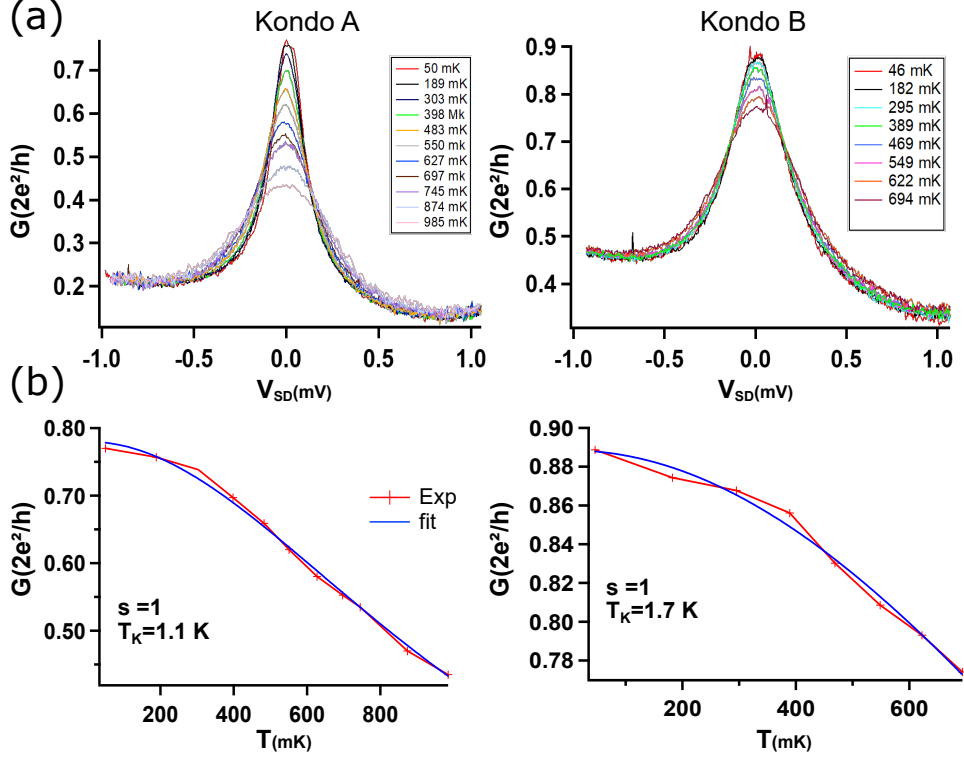 (a)
Kondo A
Kondo B
G(2e²/h)
0.7
0.6
0.5
0.4
0.3
0.2
50 mK
189 mK
303 mK
398 Mk
483 mK
550 mk
627 mK
697 mk
745 mK
874 mK
985 mK
-1.0
-0.5
0.0
0.5
1.0
V_SD(mV)
G(2e²/h)
0.9
0.8
0.7
0.6
0.5
0.4
46 mK
182 mK
295 mK
389 mK
469 mK
549 mK
622 mK
694 mK
-1.0
-0.5
0.0
0.5
1.0
V_SD(mV)
(b)
G(2e²/h)
0.80
0.70
0.60
0.50
Exp
fit
s =1
T_K=1.1 K
200
400
600
800
T(mK)
G(2e²/h)
0.90
0.88
0.86
0.84
0.82
0.80
0.78
s =1
T_K=1.7 K
200
400
600
T(mK)